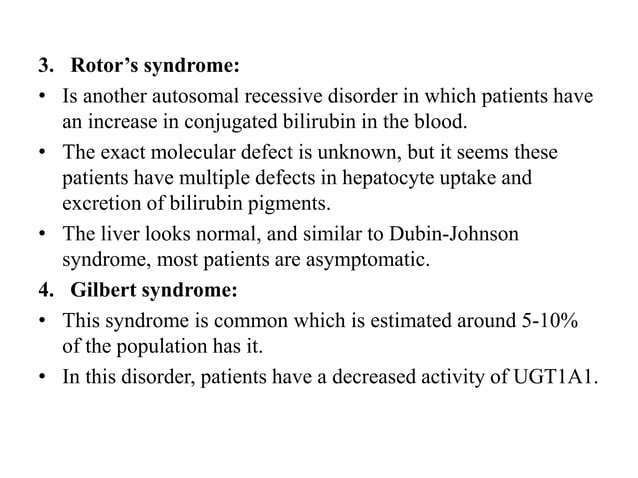 3. Rotor’s syndrome:
• Is another autosomal recessive disorder in which patients have
an increase in conjugated bilirubin in the blood.
• The exact molecular defect is unknown, but it seems these
patients have multiple defects in hepatocyte uptake and
excretion of bilirubin pigments.
• The liver looks normal, and similar to Dubin-Johnson
syndrome, most patients are asymptomatic.
4. Gilbert syndrome:
• This syndrome is common which is estimated around 5-10%
of the population has it.
• In this disorder, patients have a decreased activity of UGT1A1.